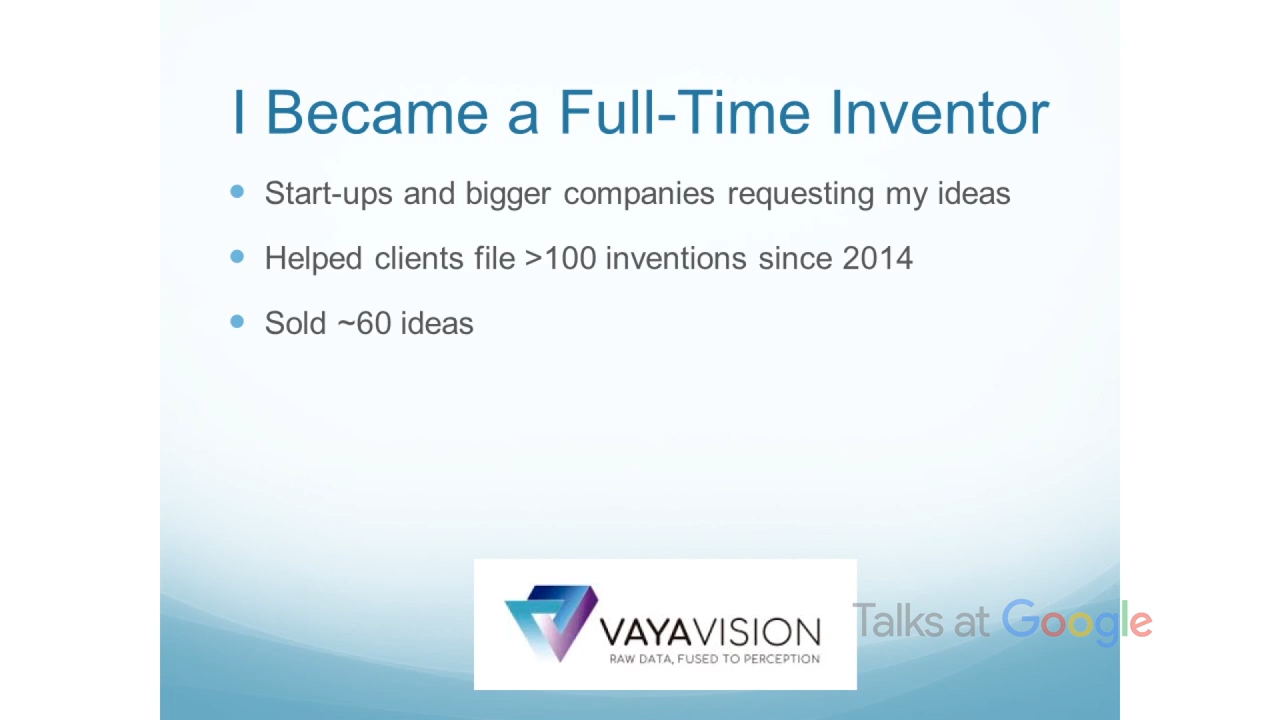 I Became a Full-Time Inventor
Start-ups and bigger companies requesting my ideas
Helped clients file >100 inventions since 2014
Sold ~60 ideas
VAYAVISION
RAW DATA, FUSED TO PERCEPTION
Talks at Google